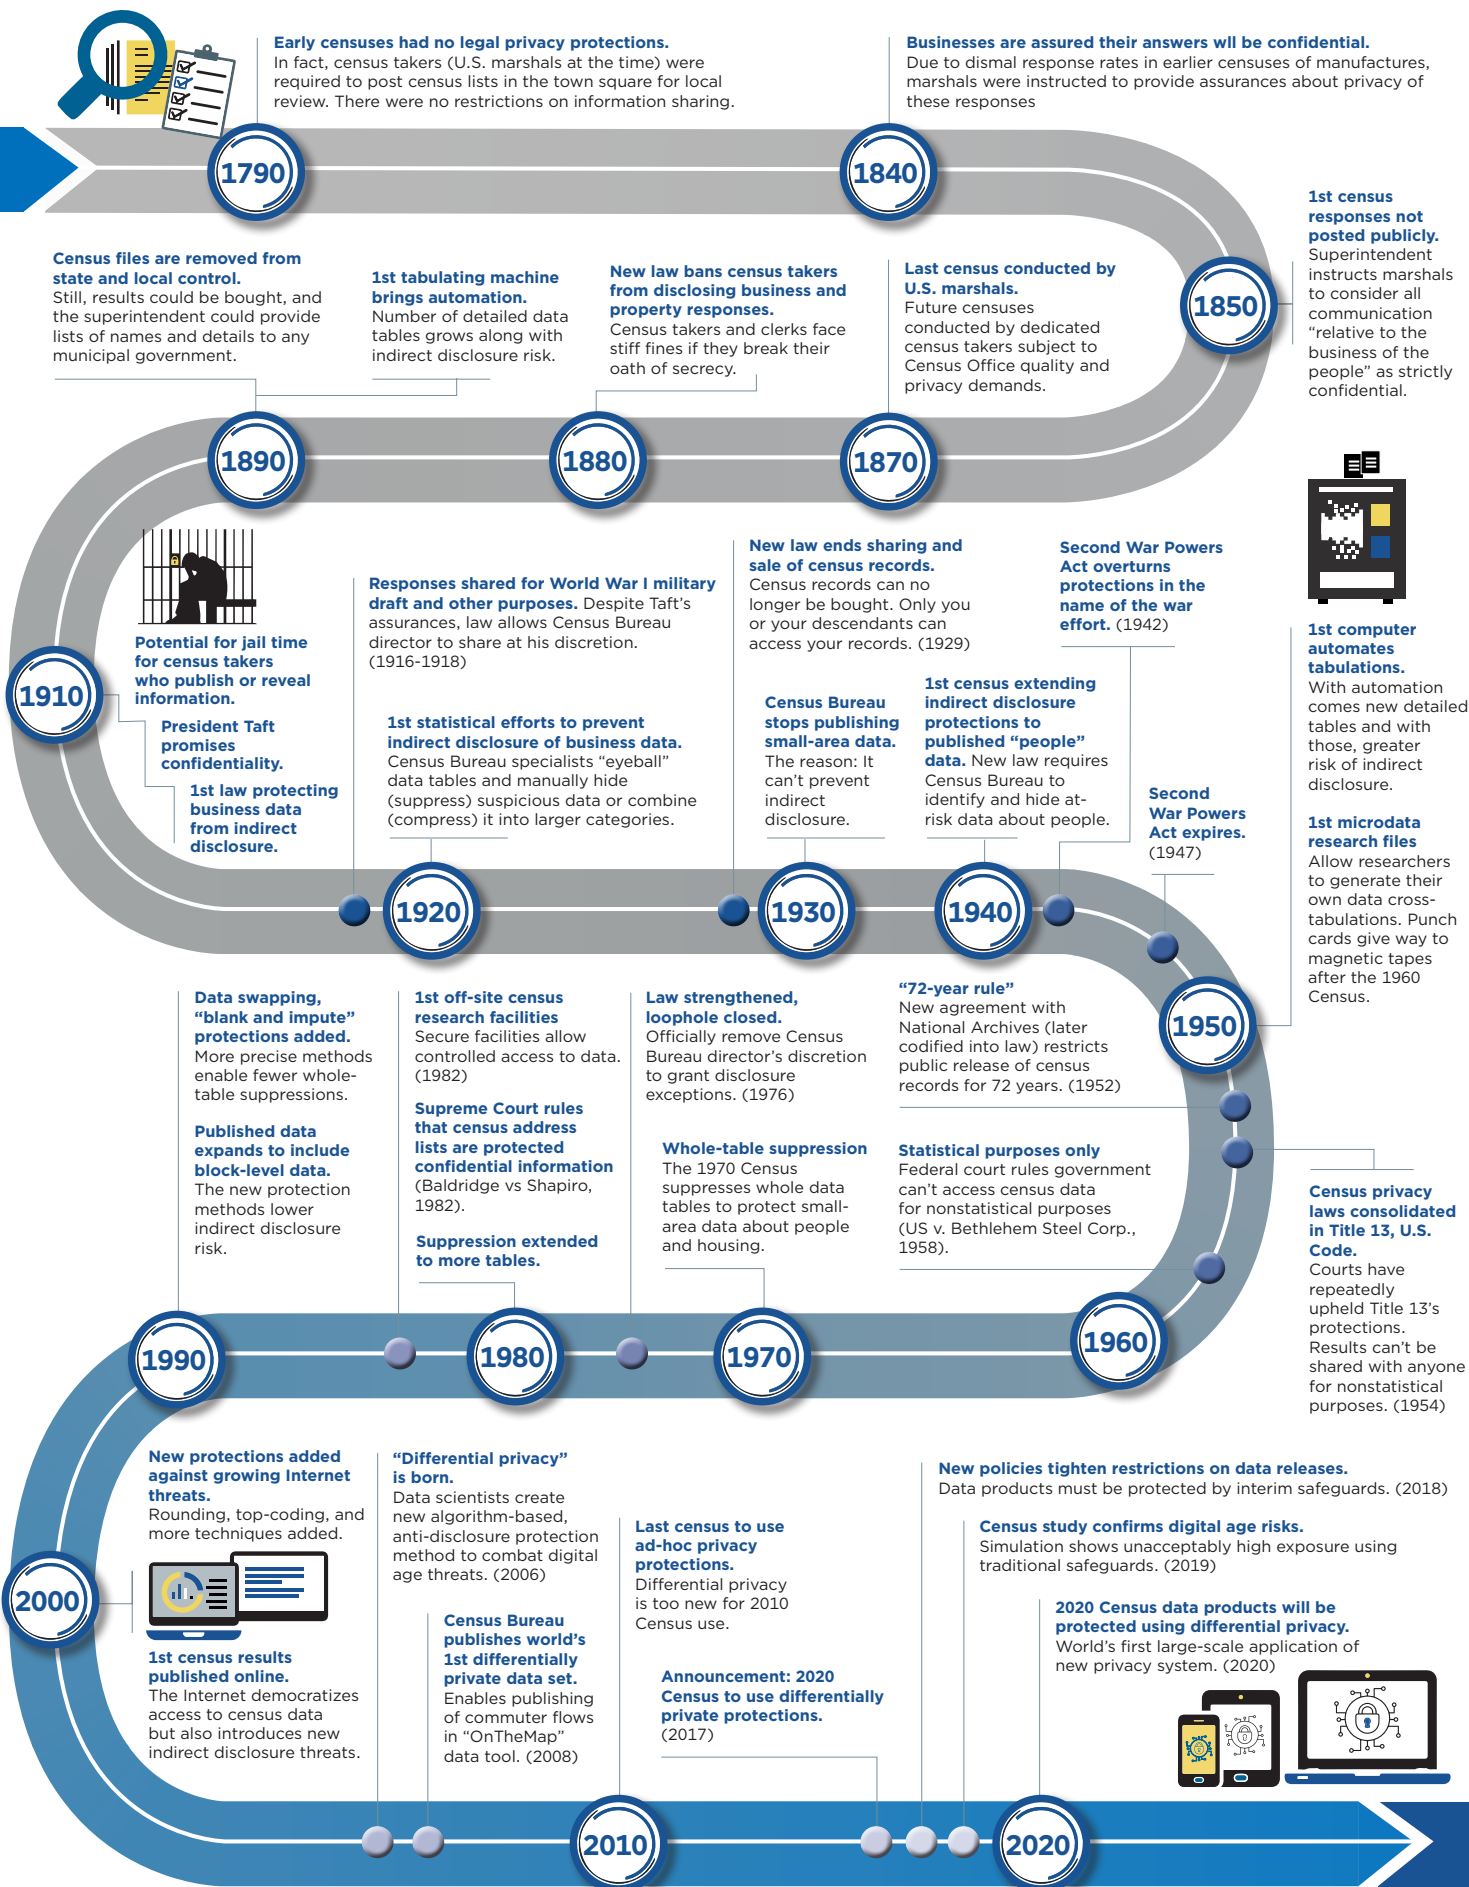 Early censuses had no legal privacy protections.
In fact, census takers (U.S. marshals at the time) were
required to post census lists in the town square for local
review. There were no restrictions on information sharing.
Businesses are assured their answers wll be confidential.
Due to dismal response rates in earlier censuses of manufactures,
marshals were instructed to provide assurances about privacy of
these responses
1790
1840
1st census
responses not
posted publicly.
Superintendent
instructs marshals
to consider all
communication
“relative to the
business of the
people” as strictly
confidential.
1850
Census files are removed from
state and local control.
Still, results could be bought, and
the superintendent could provide
lists of names and details to any
municipal government.
1st tabulating machine
brings automation.
Number of detailed data
tables grows along with
indirect disclosure risk.
New law bans census takers
from disclosing business and
property responses.
Census takers and clerks face
stiff fines if they break their
oath of secrecy.
Last census conducted by
U.S. marshals.
Future censuses
conducted by dedicated
census takers subject to
Census Office quality and
privacy demands.
1890
1880
1870
Potential for jail time
for census takers
who publish or reveal
information.
President Taft
promises
confidentiality.
1st law protecting
business data
from indirect
disclosure.
1910
Responses shared for World War I military
draft and other purposes. Despite Taft’s
assurances, law allows Census Bureau
director to share at his discretion.
(1916-1918)
1st statistical efforts to prevent
indirect disclosure of business data.
Census Bureau specialists “eyeball”
data tables and manually hide
(suppress) suspicious data or combine
(compress) it into larger categories.
New law ends sharing and
sale of census records.
Census records can no
longer be bought. Only you
or your descendants can
access your records. (1929)
Census Bureau
stops publishing
small-area data.
The reason: It
can’t prevent
indirect
disclosure.
Second War Powers
Act overturns
protections in the
name of the war
effort. (1942)
1st census extending
indirect disclosure
protections to
published “people”
data. New law requires
Census Bureau to
identify and hide at-
risk data about people.
Second
War Powers
Act expires.
(1947)
1st computer
automates
tabulations.
With automation
comes new detailed
tables and with
those, greater
risk of indirect
disclosure.
1st microdata
research files
Allow researchers
to generate their
own data cross-
tabulations. Punch
cards give way to
magnetic tapes
after the 1960
Census.
1920
1930
1940
1950
Data swapping,
“blank and impute”
protections added.
More precise methods
enable fewer whole-
table suppressions.
Published data
expands to include
block-level data.
The new protection
methods lower
indirect disclosure
risk.
1st off-site census
research facilities
Secure facilities allow
controlled access to data.
(1982)
Supreme Court rules
that census address
lists are protected
confidential information
(Baldridge vs Shapiro,
1982).
Suppression extended
to more tables.
Law strengthened,
loophole closed.
Officially remove Census
Bureau director’s discretion
to grant disclosure
exceptions. (1976)
Whole-table suppression
The 1970 Census
suppresses whole data
tables to protect small-
area data about people
and housing.
“72-year rule”
New agreement with
National Archives (later
codified into law) restricts
public release of census
records for 72 years. (1952)
Statistical purposes only
Federal court rules government
can’t access census data
for nonstatistical purposes
(US v. Bethlehem Steel Corp.,
1958).
Census privacy
laws consolidated
in Title 13, U.S.
Code.
Courts have
repeatedly
upheld Title 13’s
protections.
Results can’t be
shared with anyone
for nonstatistical
purposes. (1954)
1990
1980
1970
1960
New protections added
against growing Internet
threats.
Rounding, top-coding, and
more techniques added.
2000
1st census results
published online.
The Internet democratizes
access to census data
but also introduces new
indirect disclosure threats.
“Differential privacy”
is born.
Data scientists create
new algorithm-based,
anti-disclosure protection
method to combat digital
age threats. (2006)
Census Bureau
publishes world’s
1st differentially
private data set.
Enables publishing
of commuter flows
in “OnTheMap”
data tool. (2008)
Last census to use
ad-hoc privacy
protections.
Differential privacy
is too new for 2010
Census use.
Announcement: 2020
Census to use differentially
private protections.
(2017)
New policies tighten restrictions on data releases.
Data products must be protected by interim safeguards. (2018)
Census study confirms digital age risks.
Simulation shows unacceptably high exposure using
traditional safeguards. (2019)
2020 Census data products will be
protected using differential privacy.
World’s first large-scale application of
new privacy system. (2020)
2010
2020